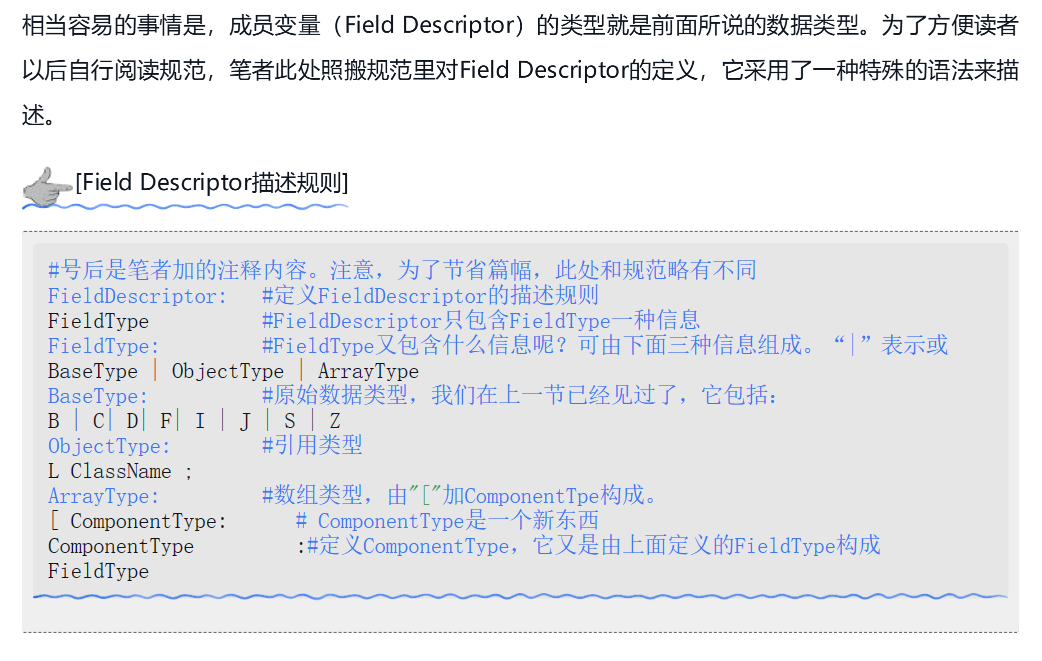 相当容易的事情是，成员变量（Field Descriptor）的类型就是前面所说的数据类型。为了方便读者
以后自行阅读规范，笔者此处照搬规范里对Field Descriptor的定义，它采用了一种特殊的语法来描
述。
[Field Descriptor描述规则]
#号后是笔者加的注释内容。注意，为了节省篇幅，此处和规范略有不同
FieldDescriptor: #定义FieldDescriptor的描述规则
FieldType #FieldDescriptor只包含FieldType一种信息
FieldType: #FieldType又包含什么信息呢？可由下面三种信息组成。“|”表示或
BaseType | ObjectType | ArrayType
BaseType: #原始数据类型，我们在上一节已经见过了，它包括：
B | C| D| F| I | J | S | Z
ObjectType: #引用类型
L ClassName ;
ArrayType: #数组类型，由"["加ComponentTpe构成。
[ ComponentType: # ComponentType是一个新东西
ComponentType :#定义ComponentType，它又是由上面定义的FieldType构成
FieldType